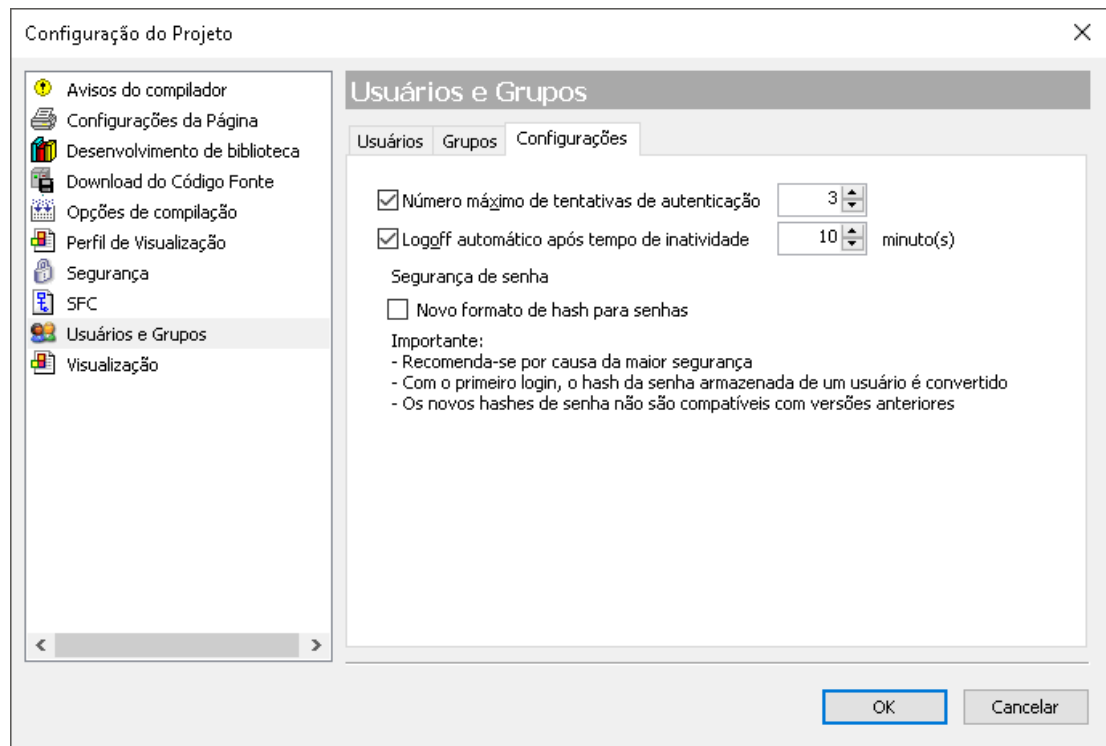 Configuração do Projeto
Avisos do compilador
Configurações da Página
Desenvolvimento de biblioteca
Download do Código Fonte
Opções de compilação
Perfil de Visualização
Segurança
SFC
Usuários e Grupos
Visualização
Usuários e Grupos
Usuários Grupos Configurações
Número máximo de tentativas de autenticação 3
Logoff automático após tempo de inatividade 10 minuto(s)
Segurança de senha
Novo formato de hash para senhas
Importante:
- Recomenda-se por causa da maior segurança
- Com o primeiro login, o hash da senha armazenada de um usuário é convertido
- Os novos hashes de senha não são compatíveis com versões anteriores
OK Cancelar